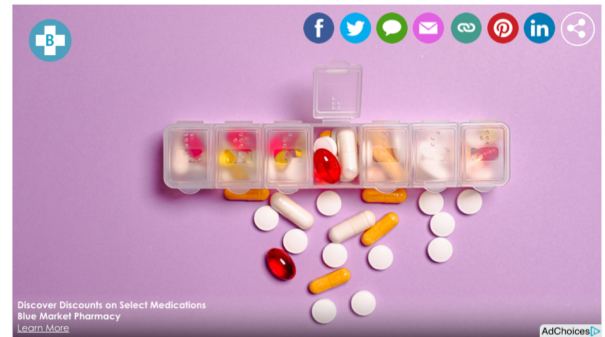 B
Discover Discounts on Select Medications
Blue Market Pharmacy
Learn More
AdChoices